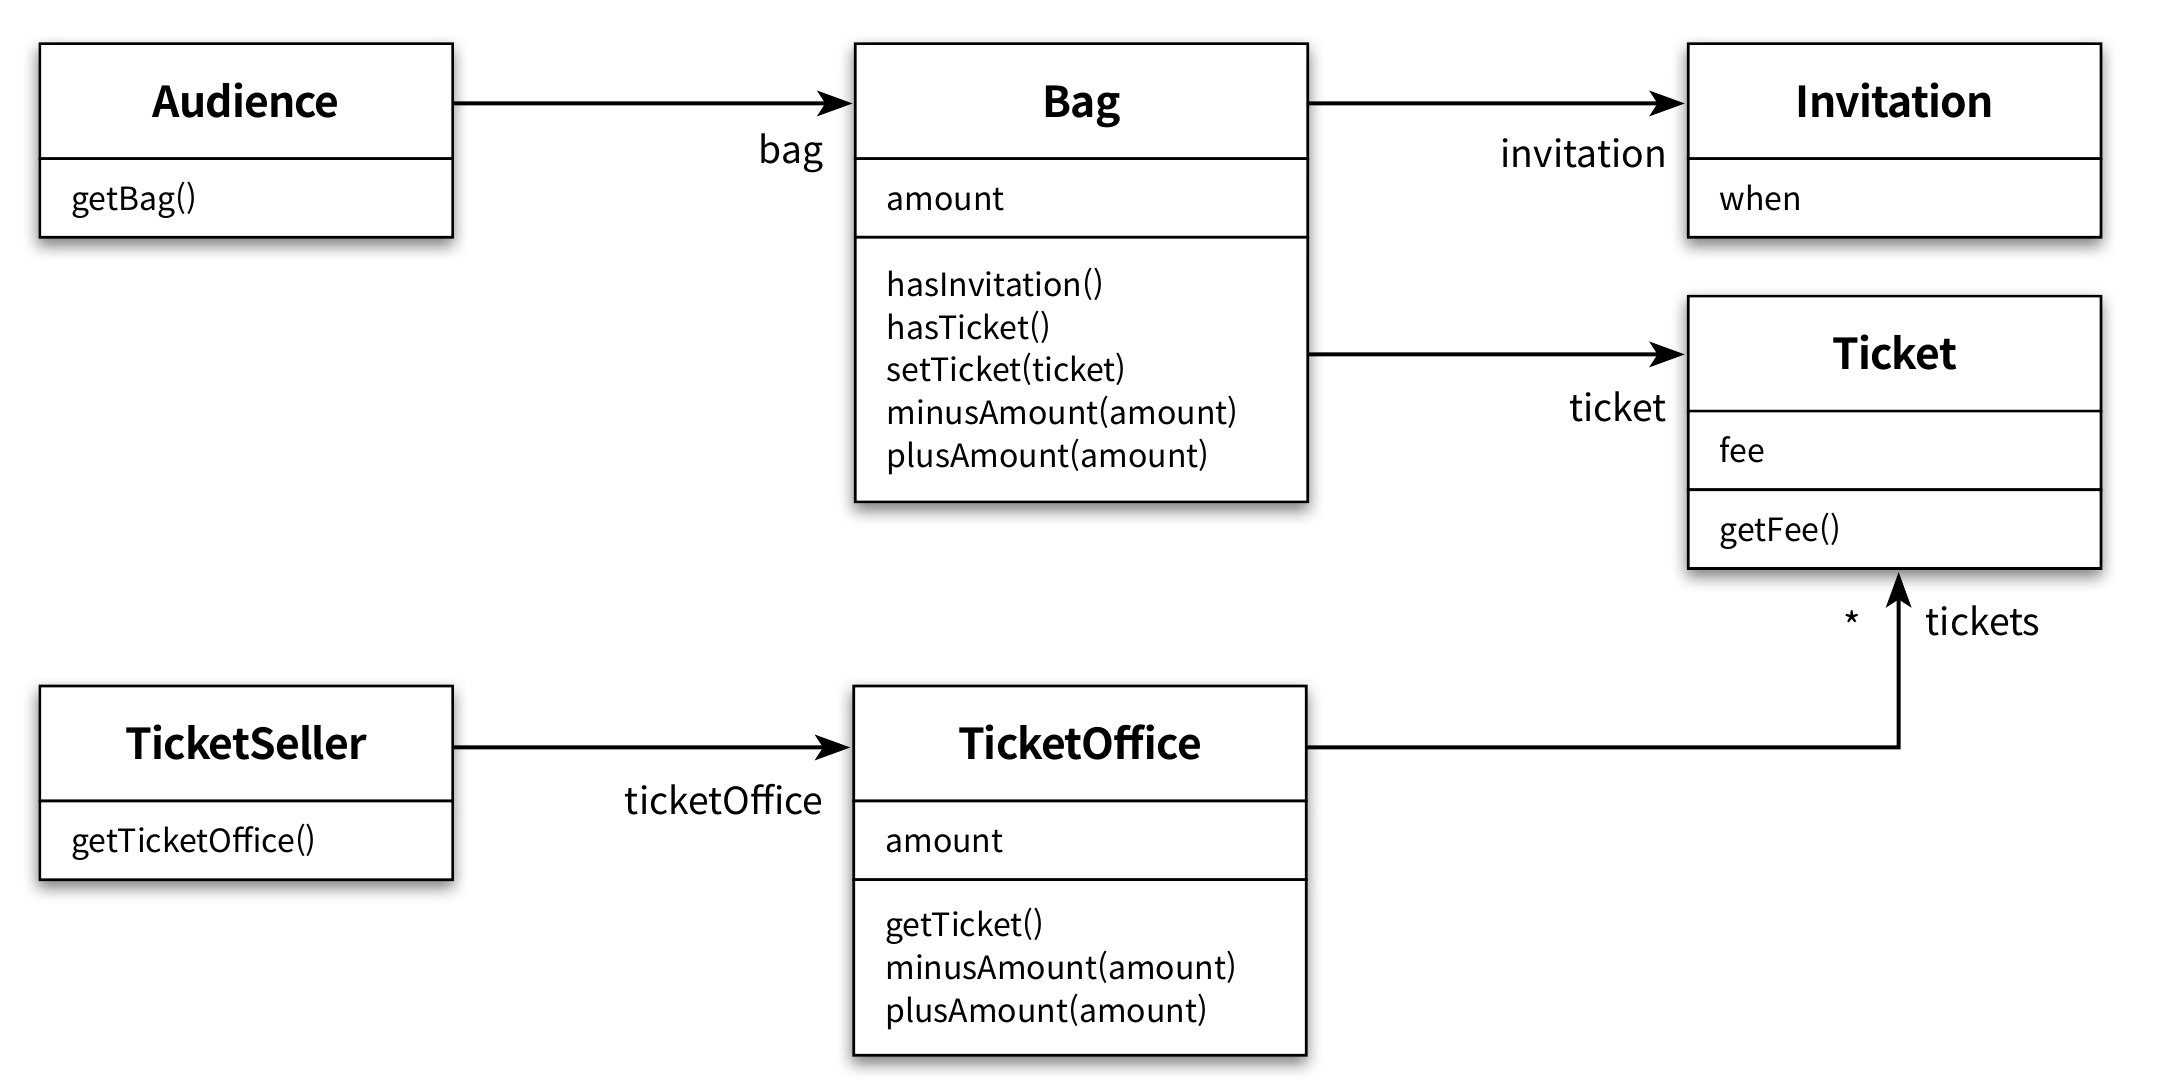 Audience
getBag()
bag
Bag
amount
hasInvitation()
hasTicket()
setTicket(ticket)
minusAmount(amount)
plusAmount(amount)
invitation
Invitation
when
ticket
Ticket
fee
getFee()
* tickets
TicketSeller
getTicketOffice()
ticketOffice
TicketOffice
amount
getTicket()
minusAmount(amount)
plusAmount(amount)